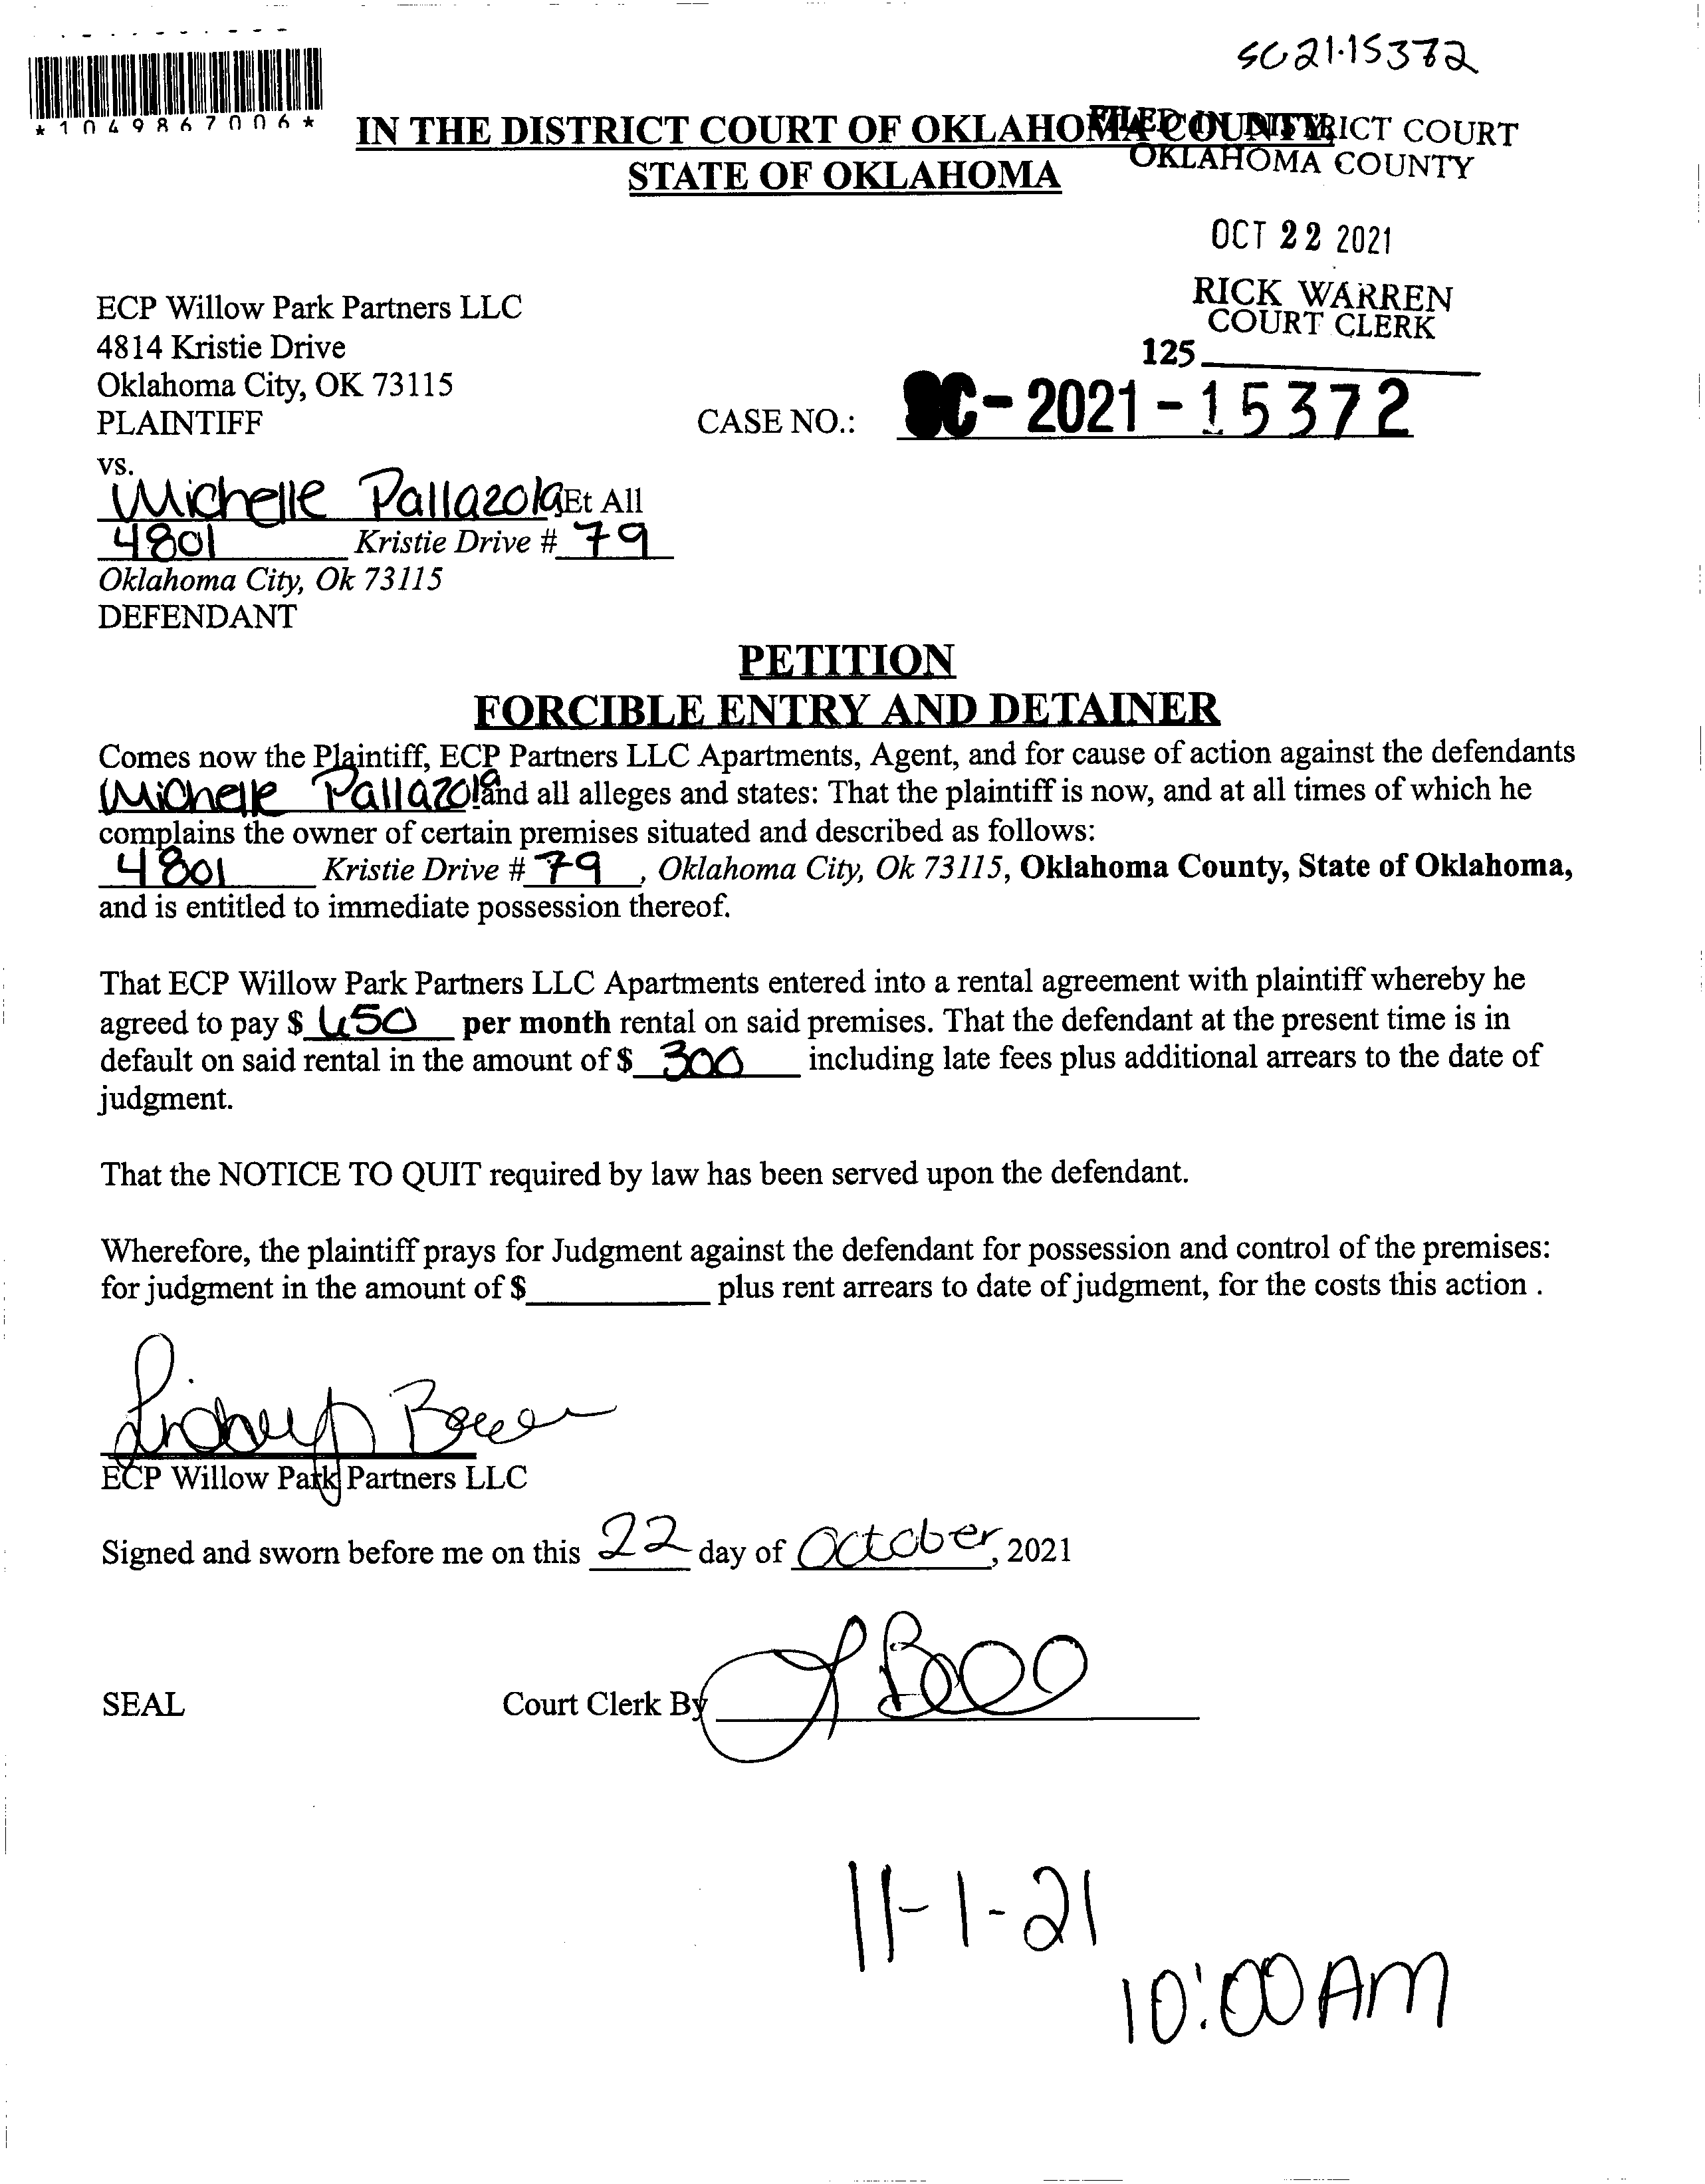 SC21-15372
*1049867006*
IN THE DISTRICT COURT OF OKLAHOMA COUNTY,
STATE OF OKLAHOMA
FILED IN DISTRICT COURT
OKLAHOMA COUNTY
OCT 22 2021
RICK WARREN
COURT CLERK
125
ECP Willow Park Partners LLC
4814 Kristie Drive
Oklahoma City, OK 73115
PLAINTIFF
CASE NO.: SC-2021-15372
vs.
Michelle Pallazola Et All
4801 Kristie Drive # 79
Oklahoma City, Ok 73115
DEFENDANT
PETITION
FORCIBLE ENTRY AND DETAINER
Comes now the Plaintiff, ECP Partners LLC Apartments, Agent, and for cause of action against the defendants
Michelle Pallazola and all alleges and states: That the plaintiff is now, and at all times of which he
complains the owner of certain premises situated and described as follows:
4801 Kristie Drive # 79, Oklahoma City, Ok 73115, Oklahoma County, State of Oklahoma,
and is entitled to immediate possession thereof.
That ECP Willow Park Partners LLC Apartments entered into a rental agreement with plaintiff whereby he
agreed to pay $ 650 per month rental on said premises. That the defendant at the present time is in
default on said rental in the amount of $ 300 including late fees plus additional arrears to the date of
judgment.
That the NOTICE TO QUIT required by law has been served upon the defendant.
Wherefore, the plaintiff prays for Judgment against the defendant for possession and control of the premises:
for judgment in the amount of $ plus rent arrears to date of judgment, for the costs this action .
ECP Willow Park Partners LLC
Signed and sworn before me on this 22 day of October, 2021
SEAL Court Clerk By
11-1-21
10:00 AM